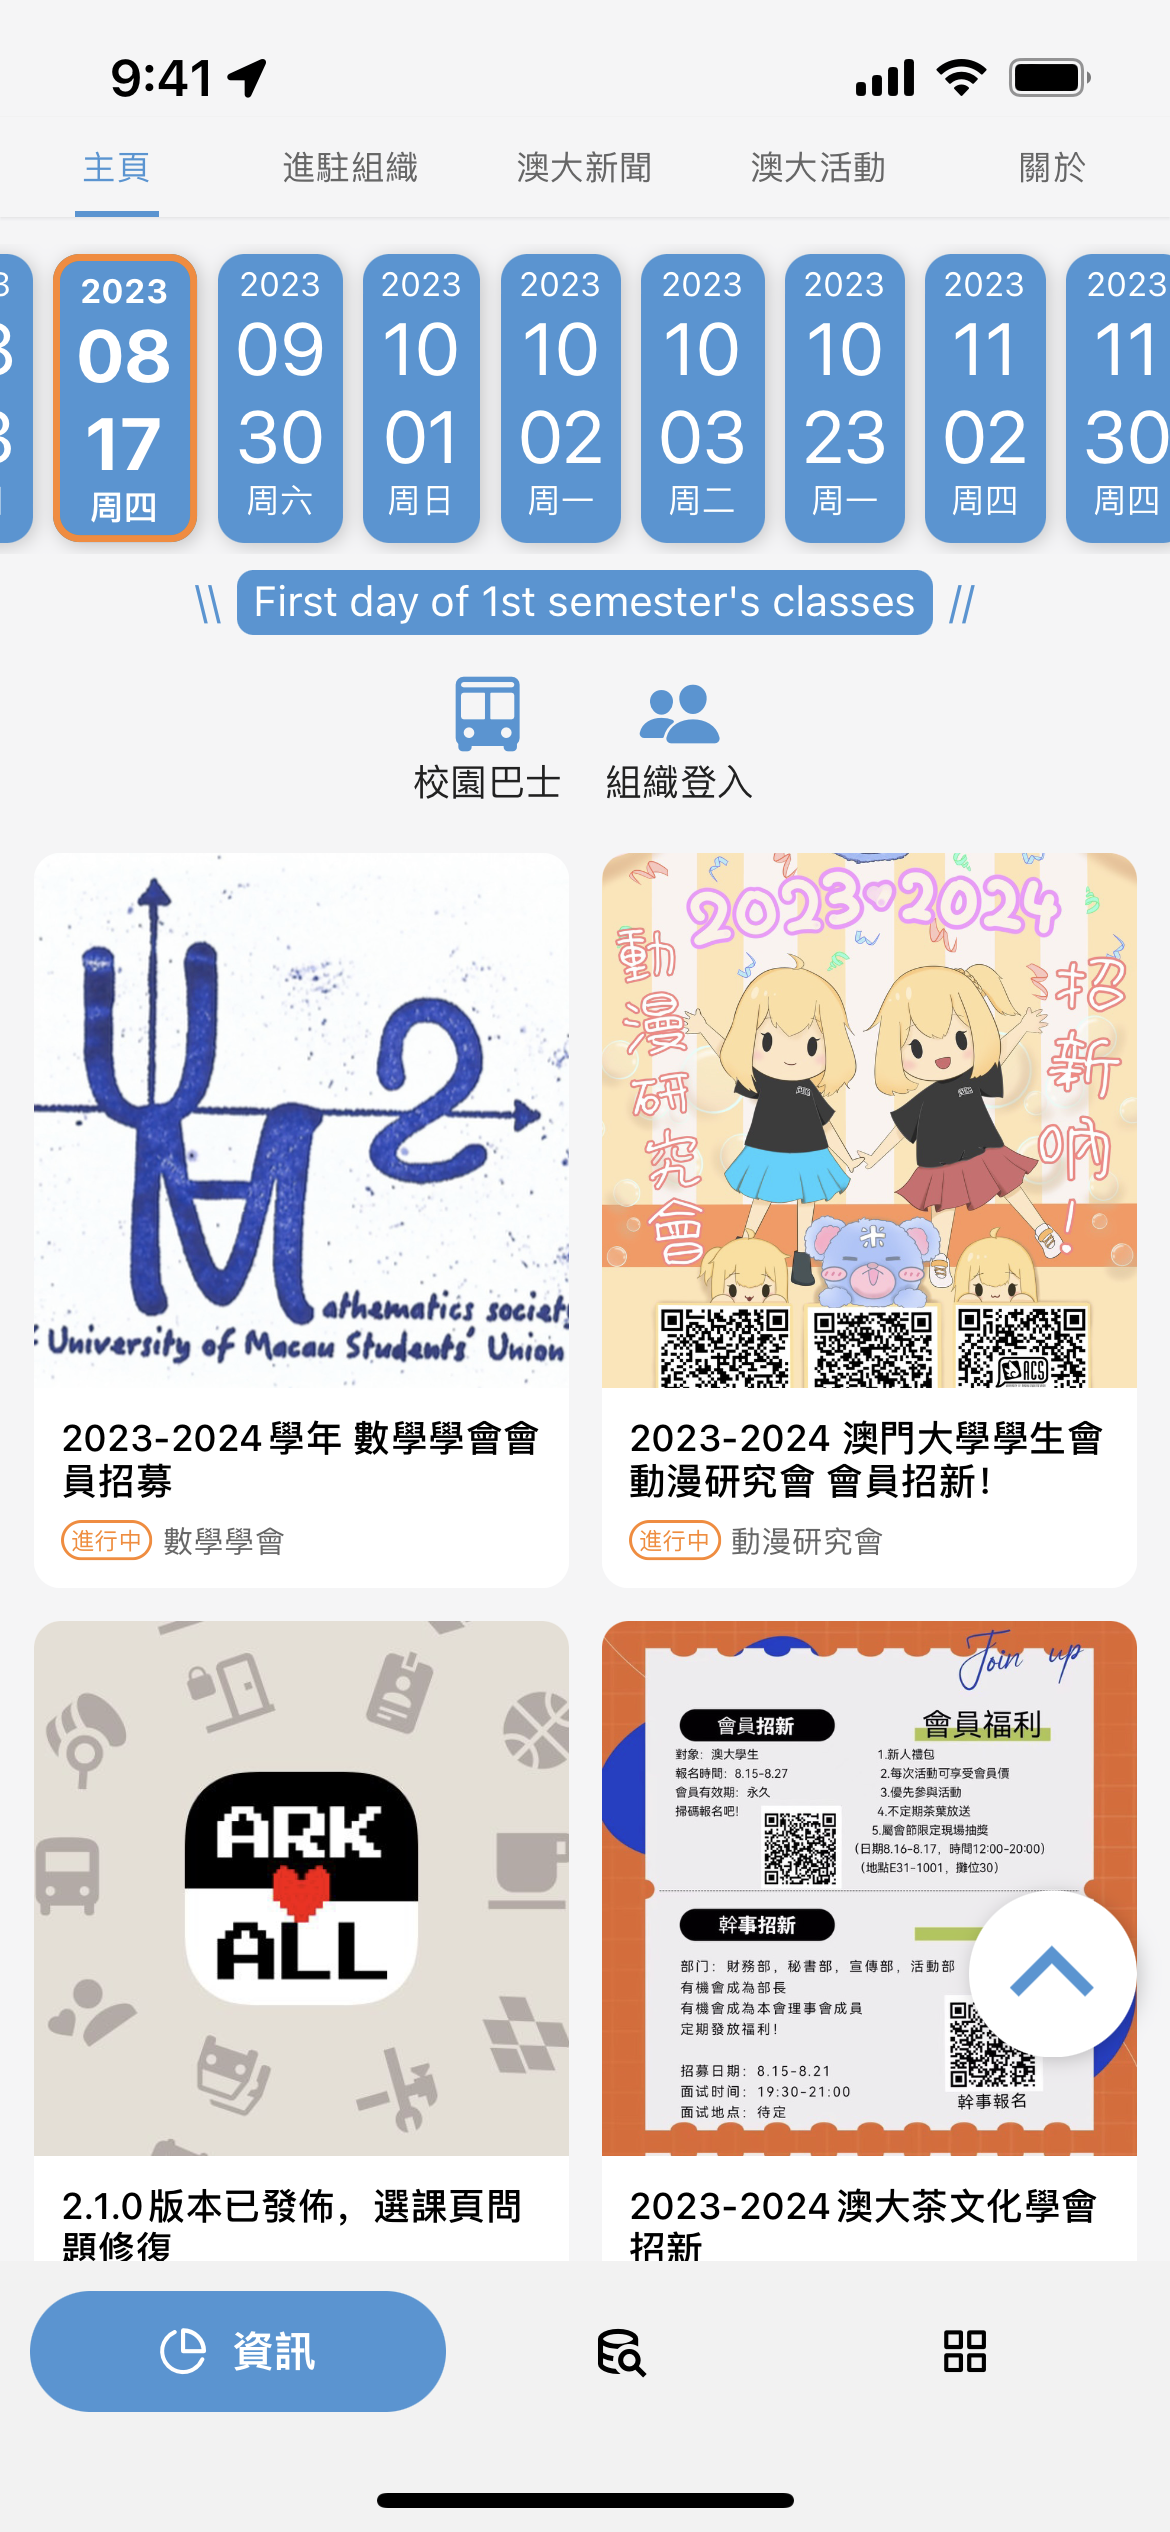 9:41
主頁 進駐組織 澳大新聞 澳大活動 關於
2023 08 17 周四
2023 09 30 周六
2023 10 01 周日
2023 10 02 周一
2023 10 03 周二
2023 10 23 周一
2023 11 02 周四
2023 11 30 周四
\\ First day of 1st semester's classes //
校園巴士 組織登入
athematics society
University of Macau Students' Union
2023-2024學年 數學學會會
員招募
進行中 數學學會
2023♥2024
動漫研究會
招新喲!
ACS
2023-2024 澳門大學學生會
動漫研究會 會員招新!
進行中 動漫研究會
ARK
ALL
2.1.0版本已發佈，選課頁問
題修復
Join up
會員招新
對象：澳大學生
報名時間：8.15-8.27
會員有效期：永久
掃碼報名吧!
會員福利
1.新人禮包
2.每次活動可享受會員價
3.優先參與活動
4.不定期茶葉放送
5.屬會節限定現場抽獎
(日期8.16-8.17，時間12:00-20:00)
(地點E31-1001，攤位30)
幹事招新
部门：財務部，秘書部，宣傳部，活動部
有機會成為部長
有機會成為本會理事會成員
定期發放福利!
招募日期：8.15-8.21
面试时间：19:30-21:00
面试地点：待定
幹事報名
2023-2024澳大茶文化學會
招新
資訊